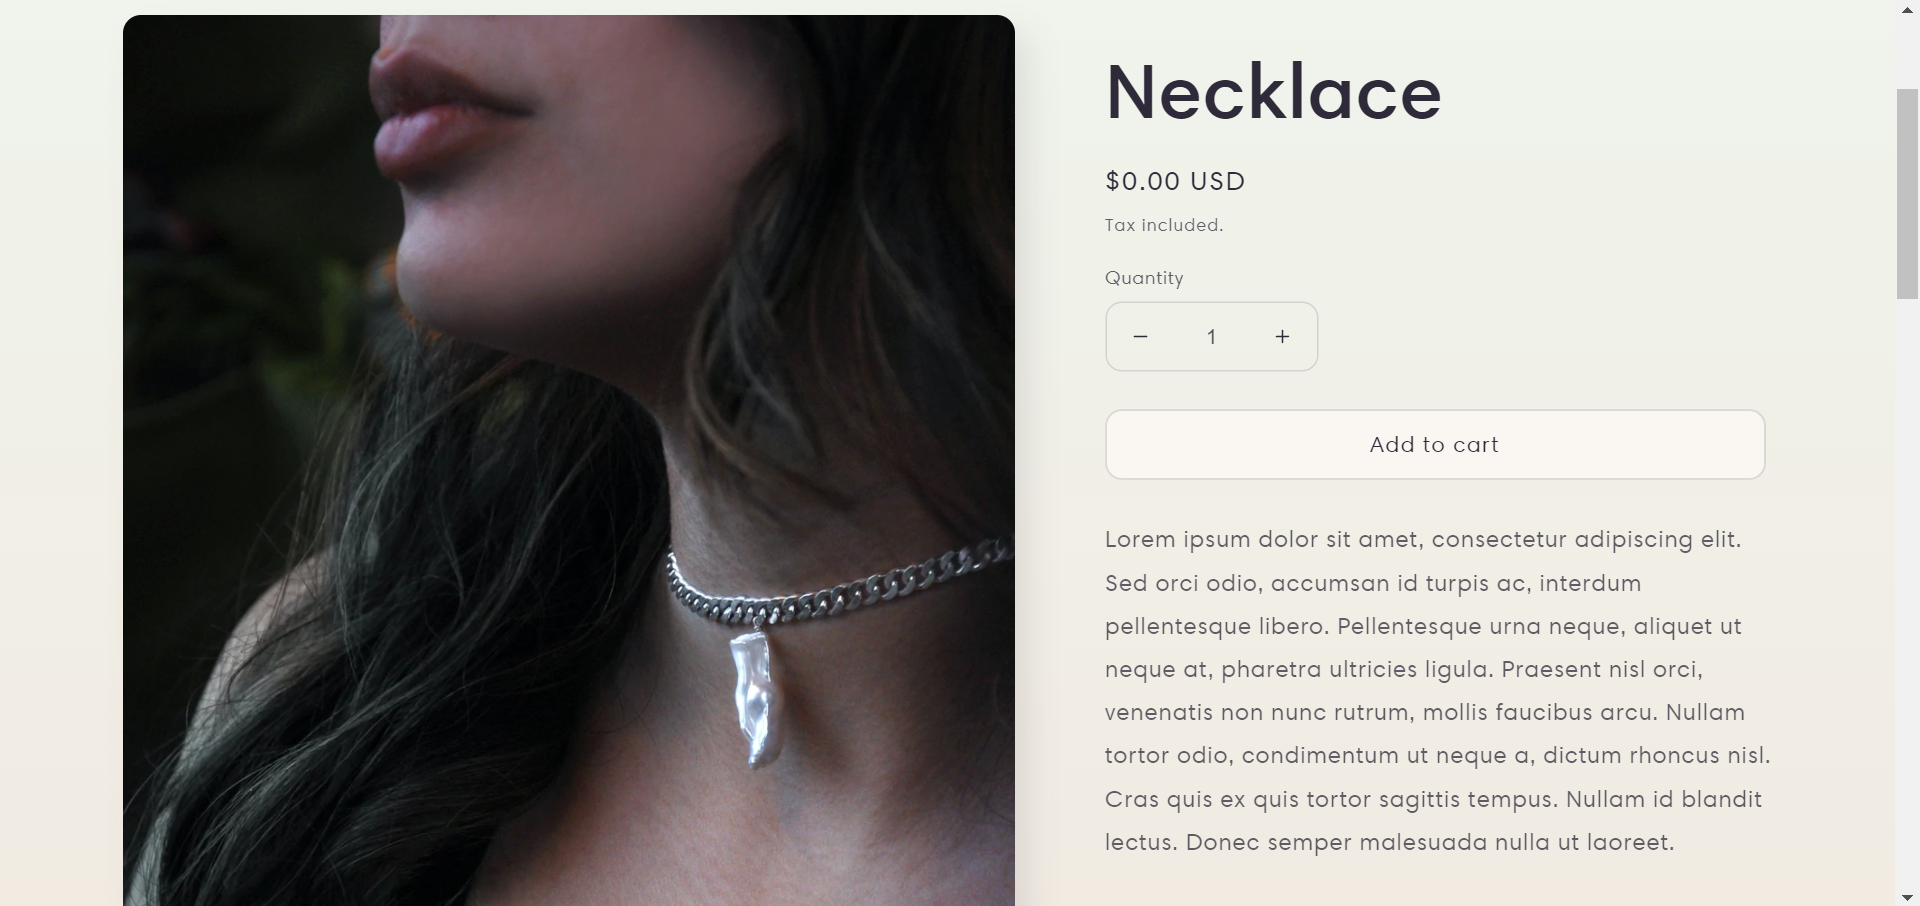 Necklace
$0.00 USD
Tax included.
Quantity
− 1 +
Add to cart
Lorem ipsum dolor sit amet, consectetur adipiscing elit.
Sed orci odio, accumsan id turpis ac, interdum
pellentesque libero. Pellentesque urna neque, aliquet ut
neque at, pharetra ultricies ligula. Praesent nisl orci,
venenatis non nunc rutrum, mollis faucibus arcu. Nullam
tortor odio, condimentum ut neque a, dictum rhoncus nisl.
Cras quis ex quis tortor sagittis tempus. Nullam id blandit
lectus. Donec semper malesuada nulla ut laoreet.